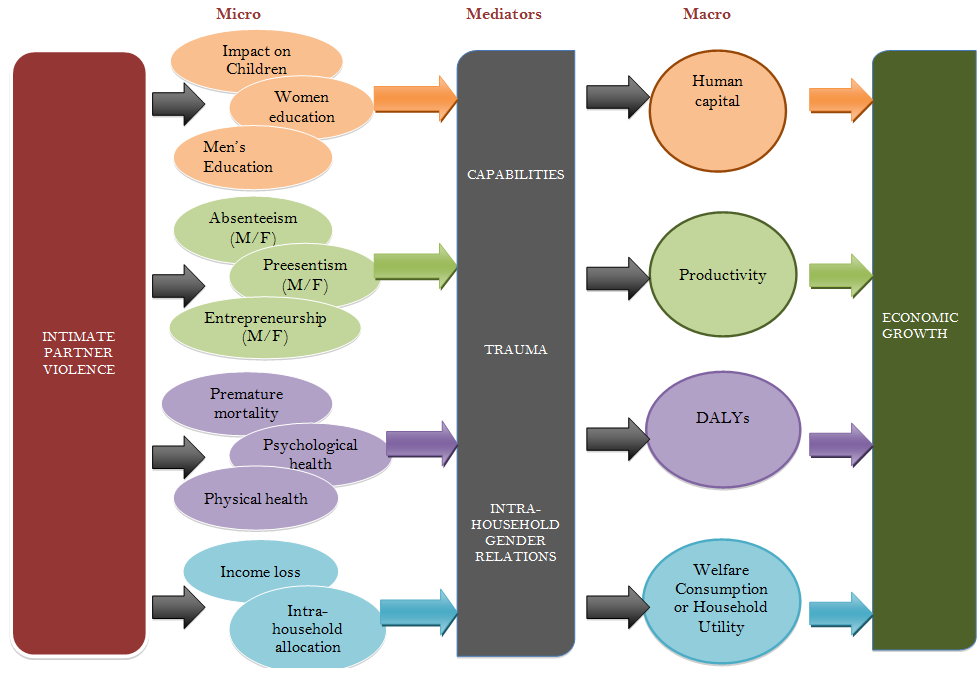 Micro
Mediators
Macro
INTIMATE
PARTNER
VIOLENCE
Impact on
Children
Women
education
Men's
Education
Absenteeism
(M/F)
Preesentism
(M/F)
Entrepreneurship
(M/F)
Premature
mortality
Psychological
health
Physical health
Income loss
Intra-
household
allocation
CAPABILITIES
TRAUMA
INTRA-
HOUSEHOLD
GENDER
RELATIONS
Human
capital
Productivity
DALYs
Welfare
Consumption
or Household
Utility
ECONOMIC
GROWTH